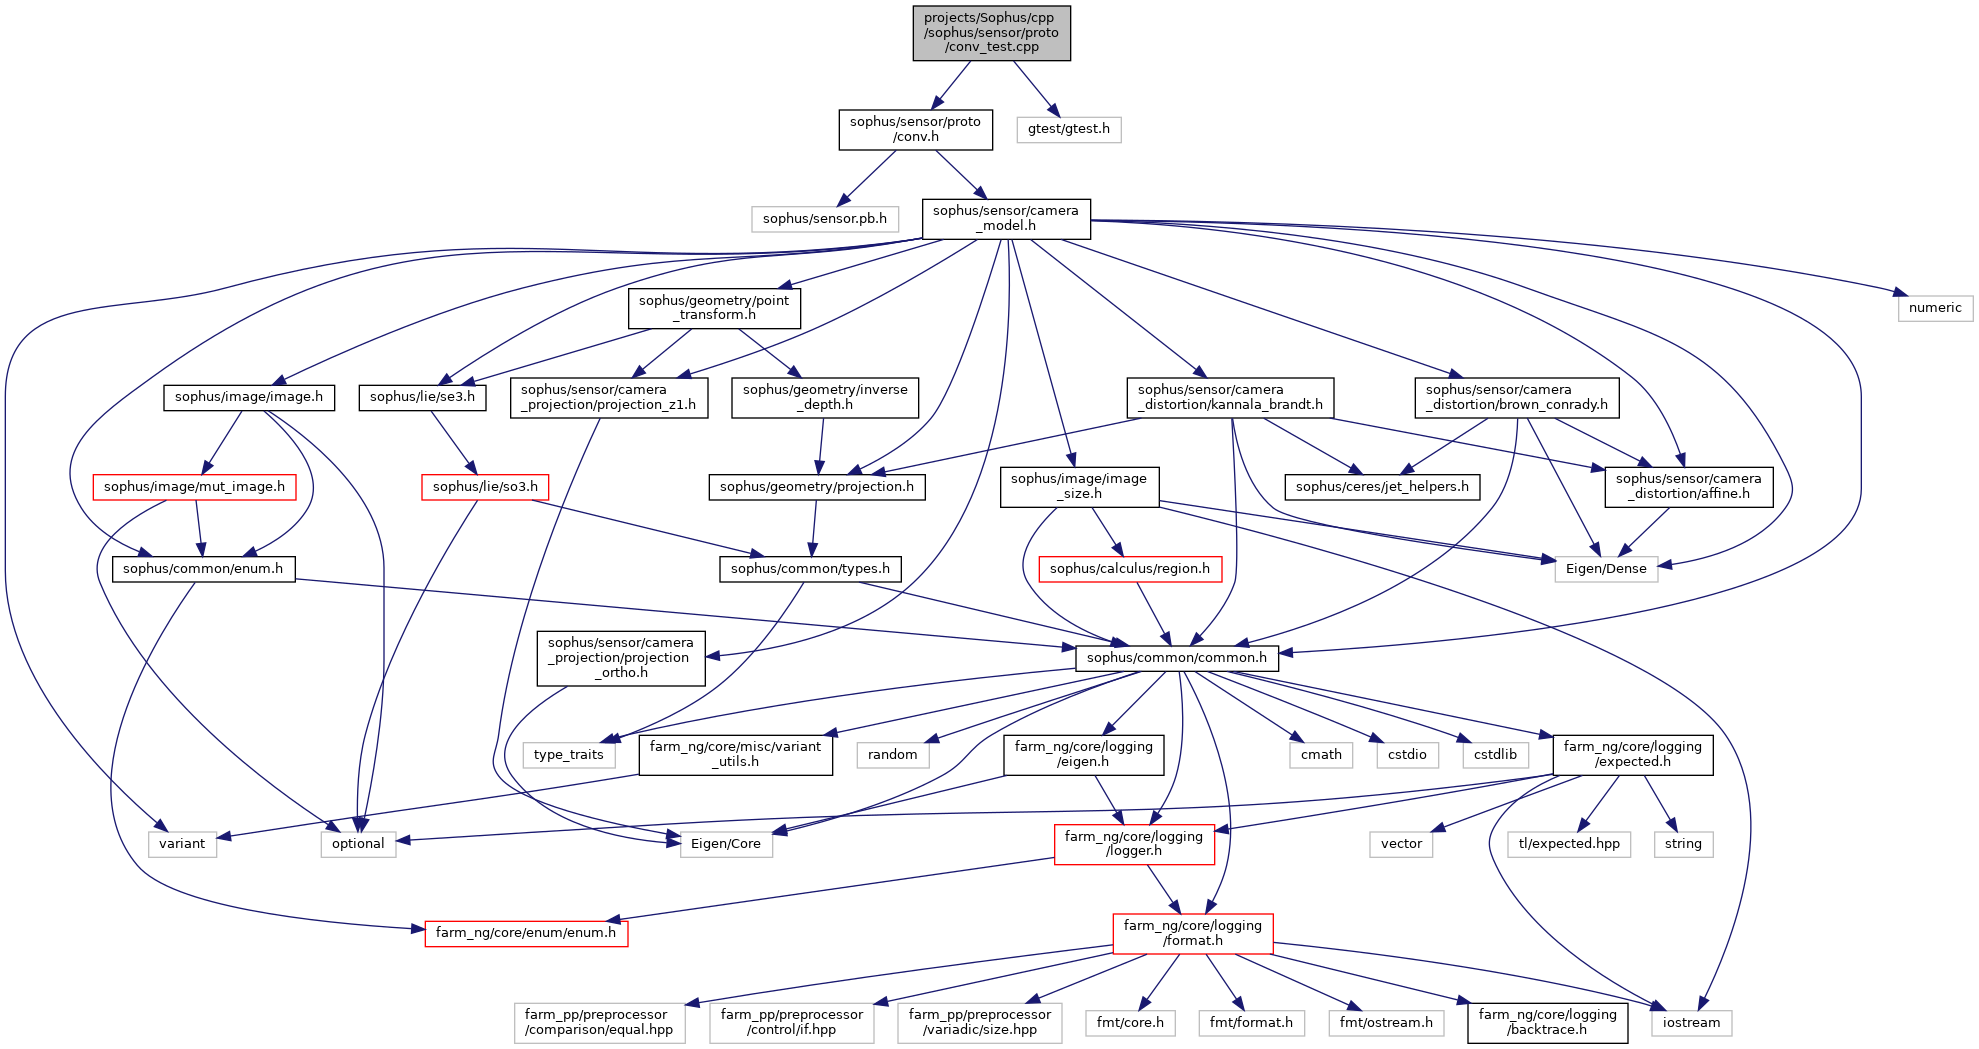 projects/Sophus/cpp
/sophus/sensor/proto
/conv_test.cpp
sophus/sensor/proto
/conv.h
gtest/gtest.h
sophus/sensor.pb.h
sophus/sensor/camera
_model.h
sophus/geometry/point
_transform.h
numeric
sophus/image/image.h
sophus/lie/se3.h
sophus/sensor/camera
_projection/projection_z1.h
sophus/geometry/inverse
_depth.h
sophus/sensor/camera
_distortion/kannala_brandt.h
sophus/sensor/camera
_distortion/brown_conrady.h
sophus/image/mut_image.h
sophus/lie/so3.h
sophus/geometry/projection.h
sophus/image/image
_size.h
sophus/ceres/jet_helpers.h
sophus/sensor/camera
_distortion/affine.h
sophus/common/enum.h
sophus/common/types.h
sophus/calculus/region.h
Eigen/Dense
sophus/sensor/camera
_projection/projection
_ortho.h
sophus/common/common.h
type_traits
farm_ng/core/misc/variant
_utils.h
random
farm_ng/core/logging
/eigen.h
cmath
cstdio
cstdlib
farm_ng/core/logging
/expected.h
variant
optional
Eigen/Core
farm_ng/core/logging
/logger.h
vector
tl/expected.hpp
string
farm_ng/core/enum/enum.h
farm_ng/core/logging
/format.h
farm_pp/preprocessor
/comparison/equal.hpp
farm_pp/preprocessor
/control/if.hpp
farm_pp/preprocessor
/variadic/size.hpp
fmt/core.h
fmt/format.h
fmt/ostream.h
farm_ng/core/logging
/backtrace.h
iostream